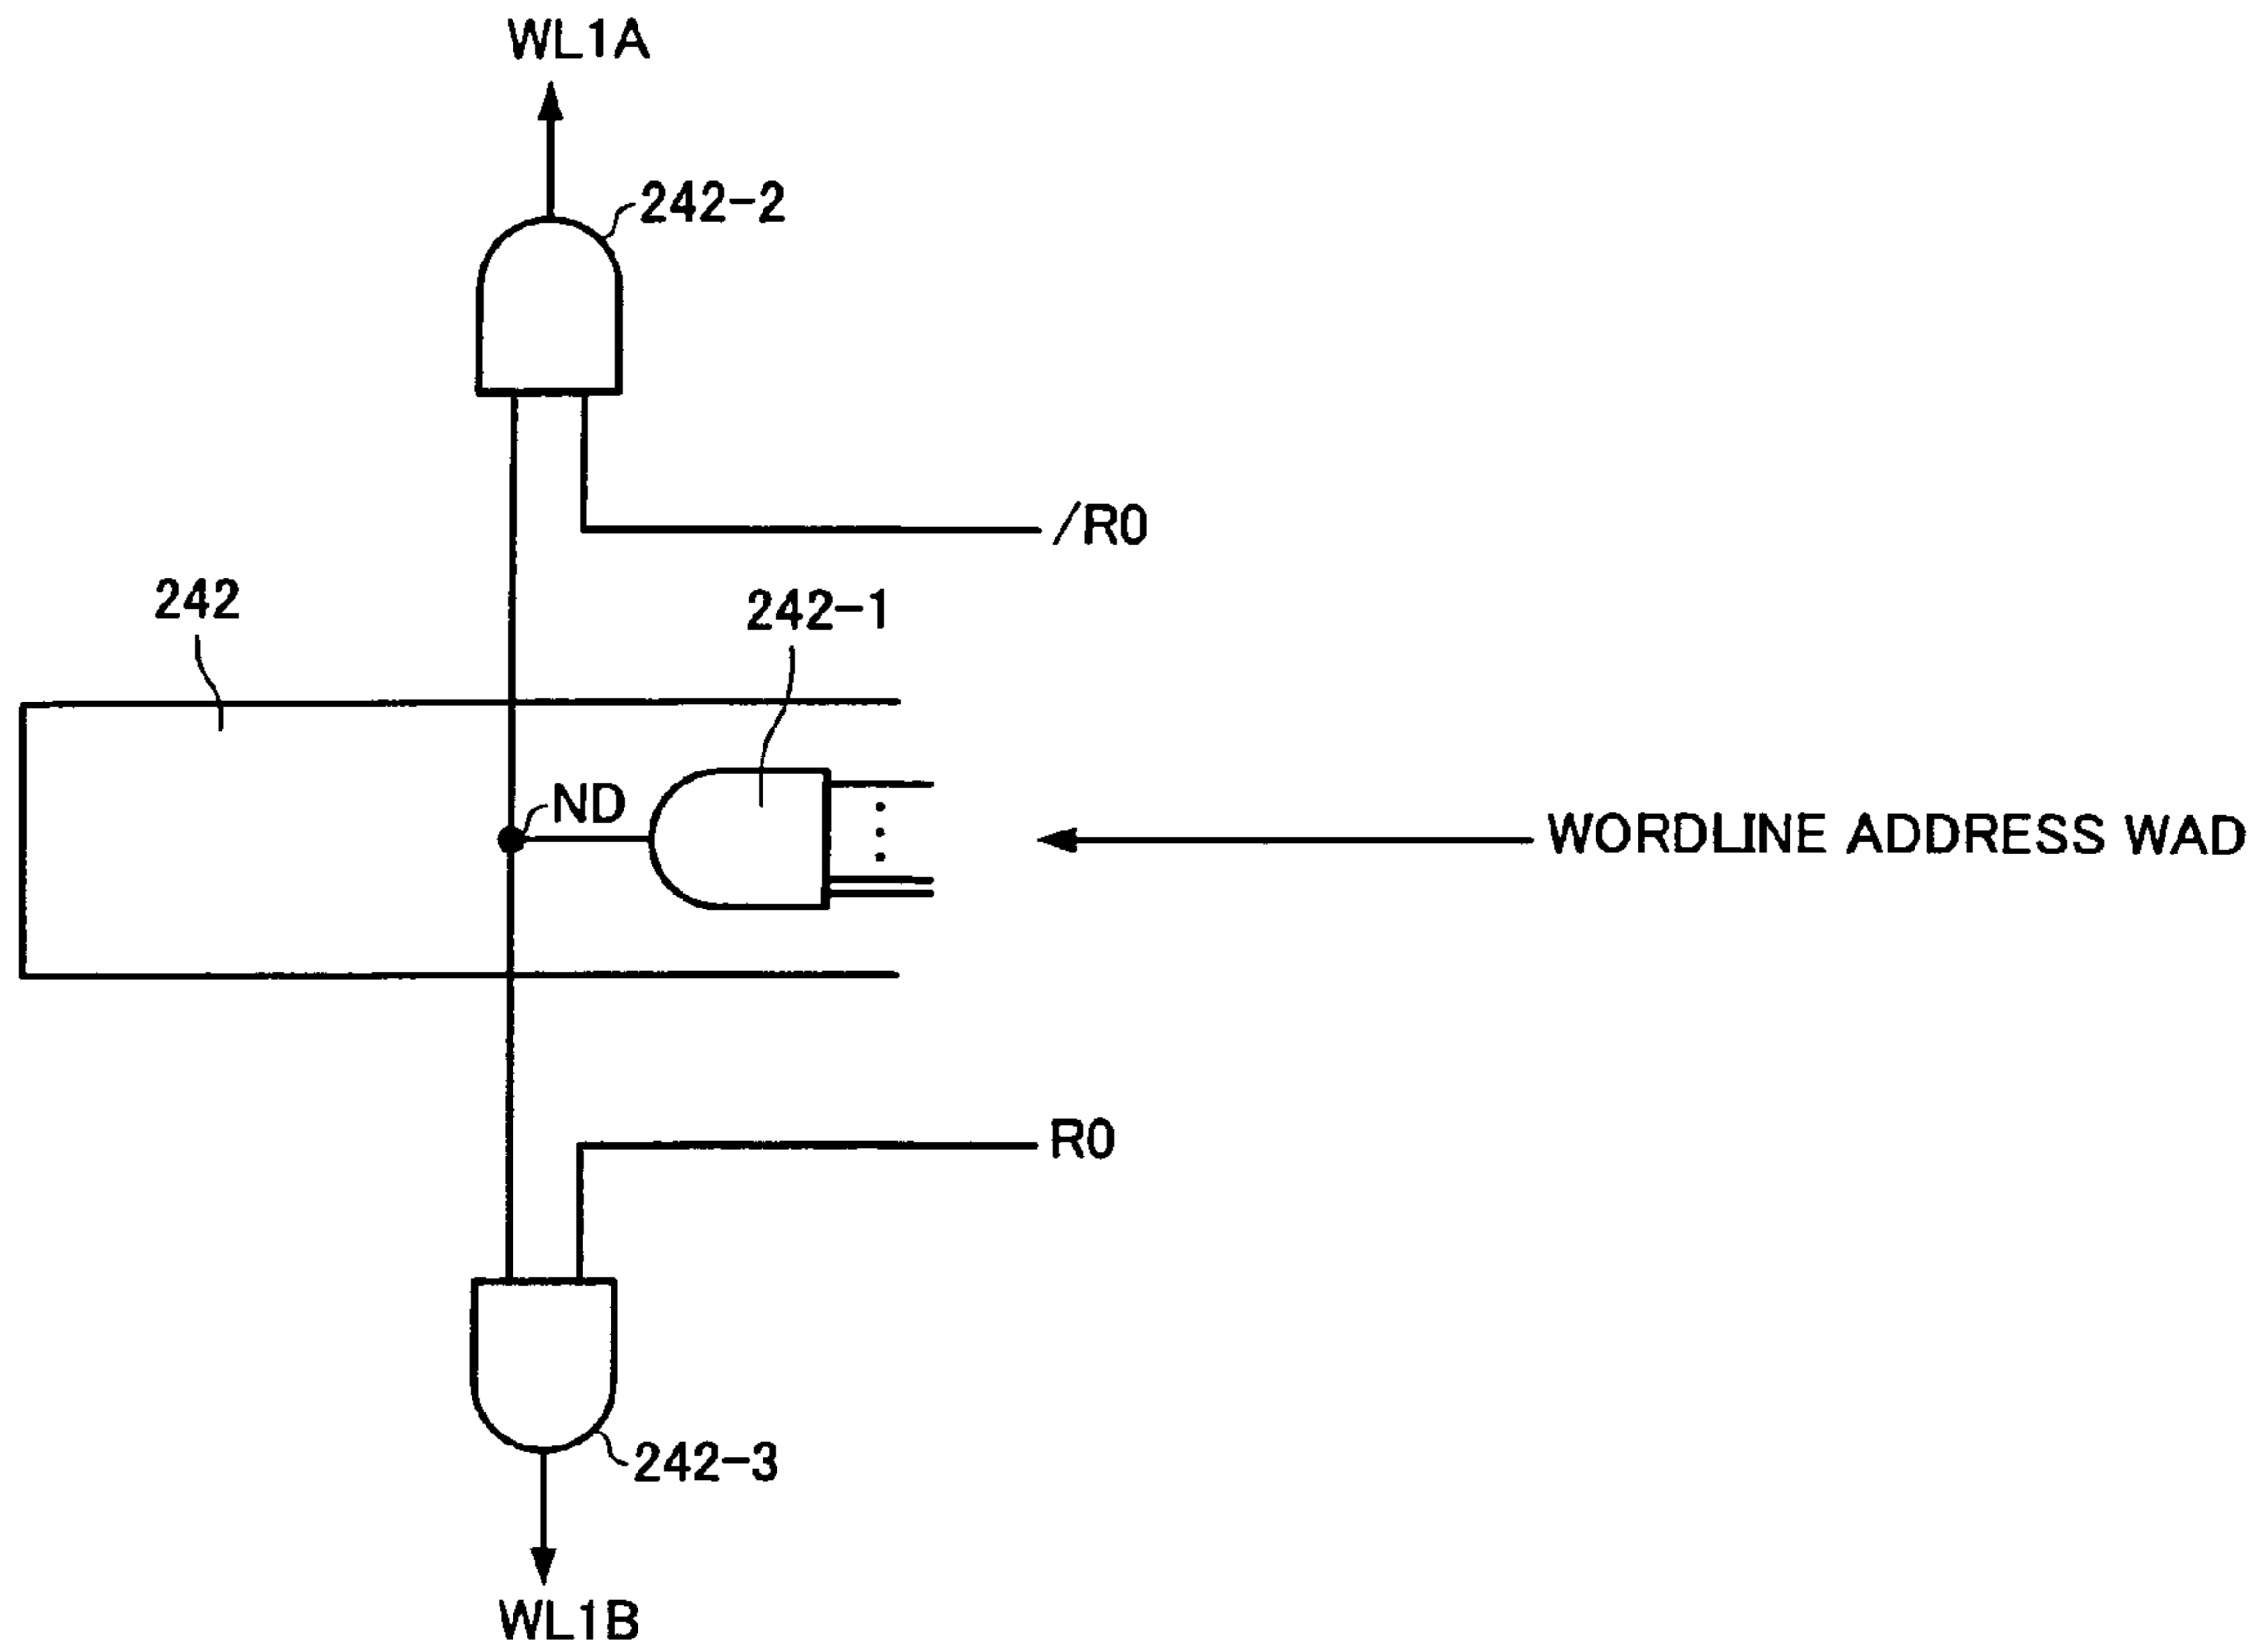 WL1A
242-2
/R0
242
242-1
ND
WORDLINE ADDRESS WAD
R0
242-3
WL1B